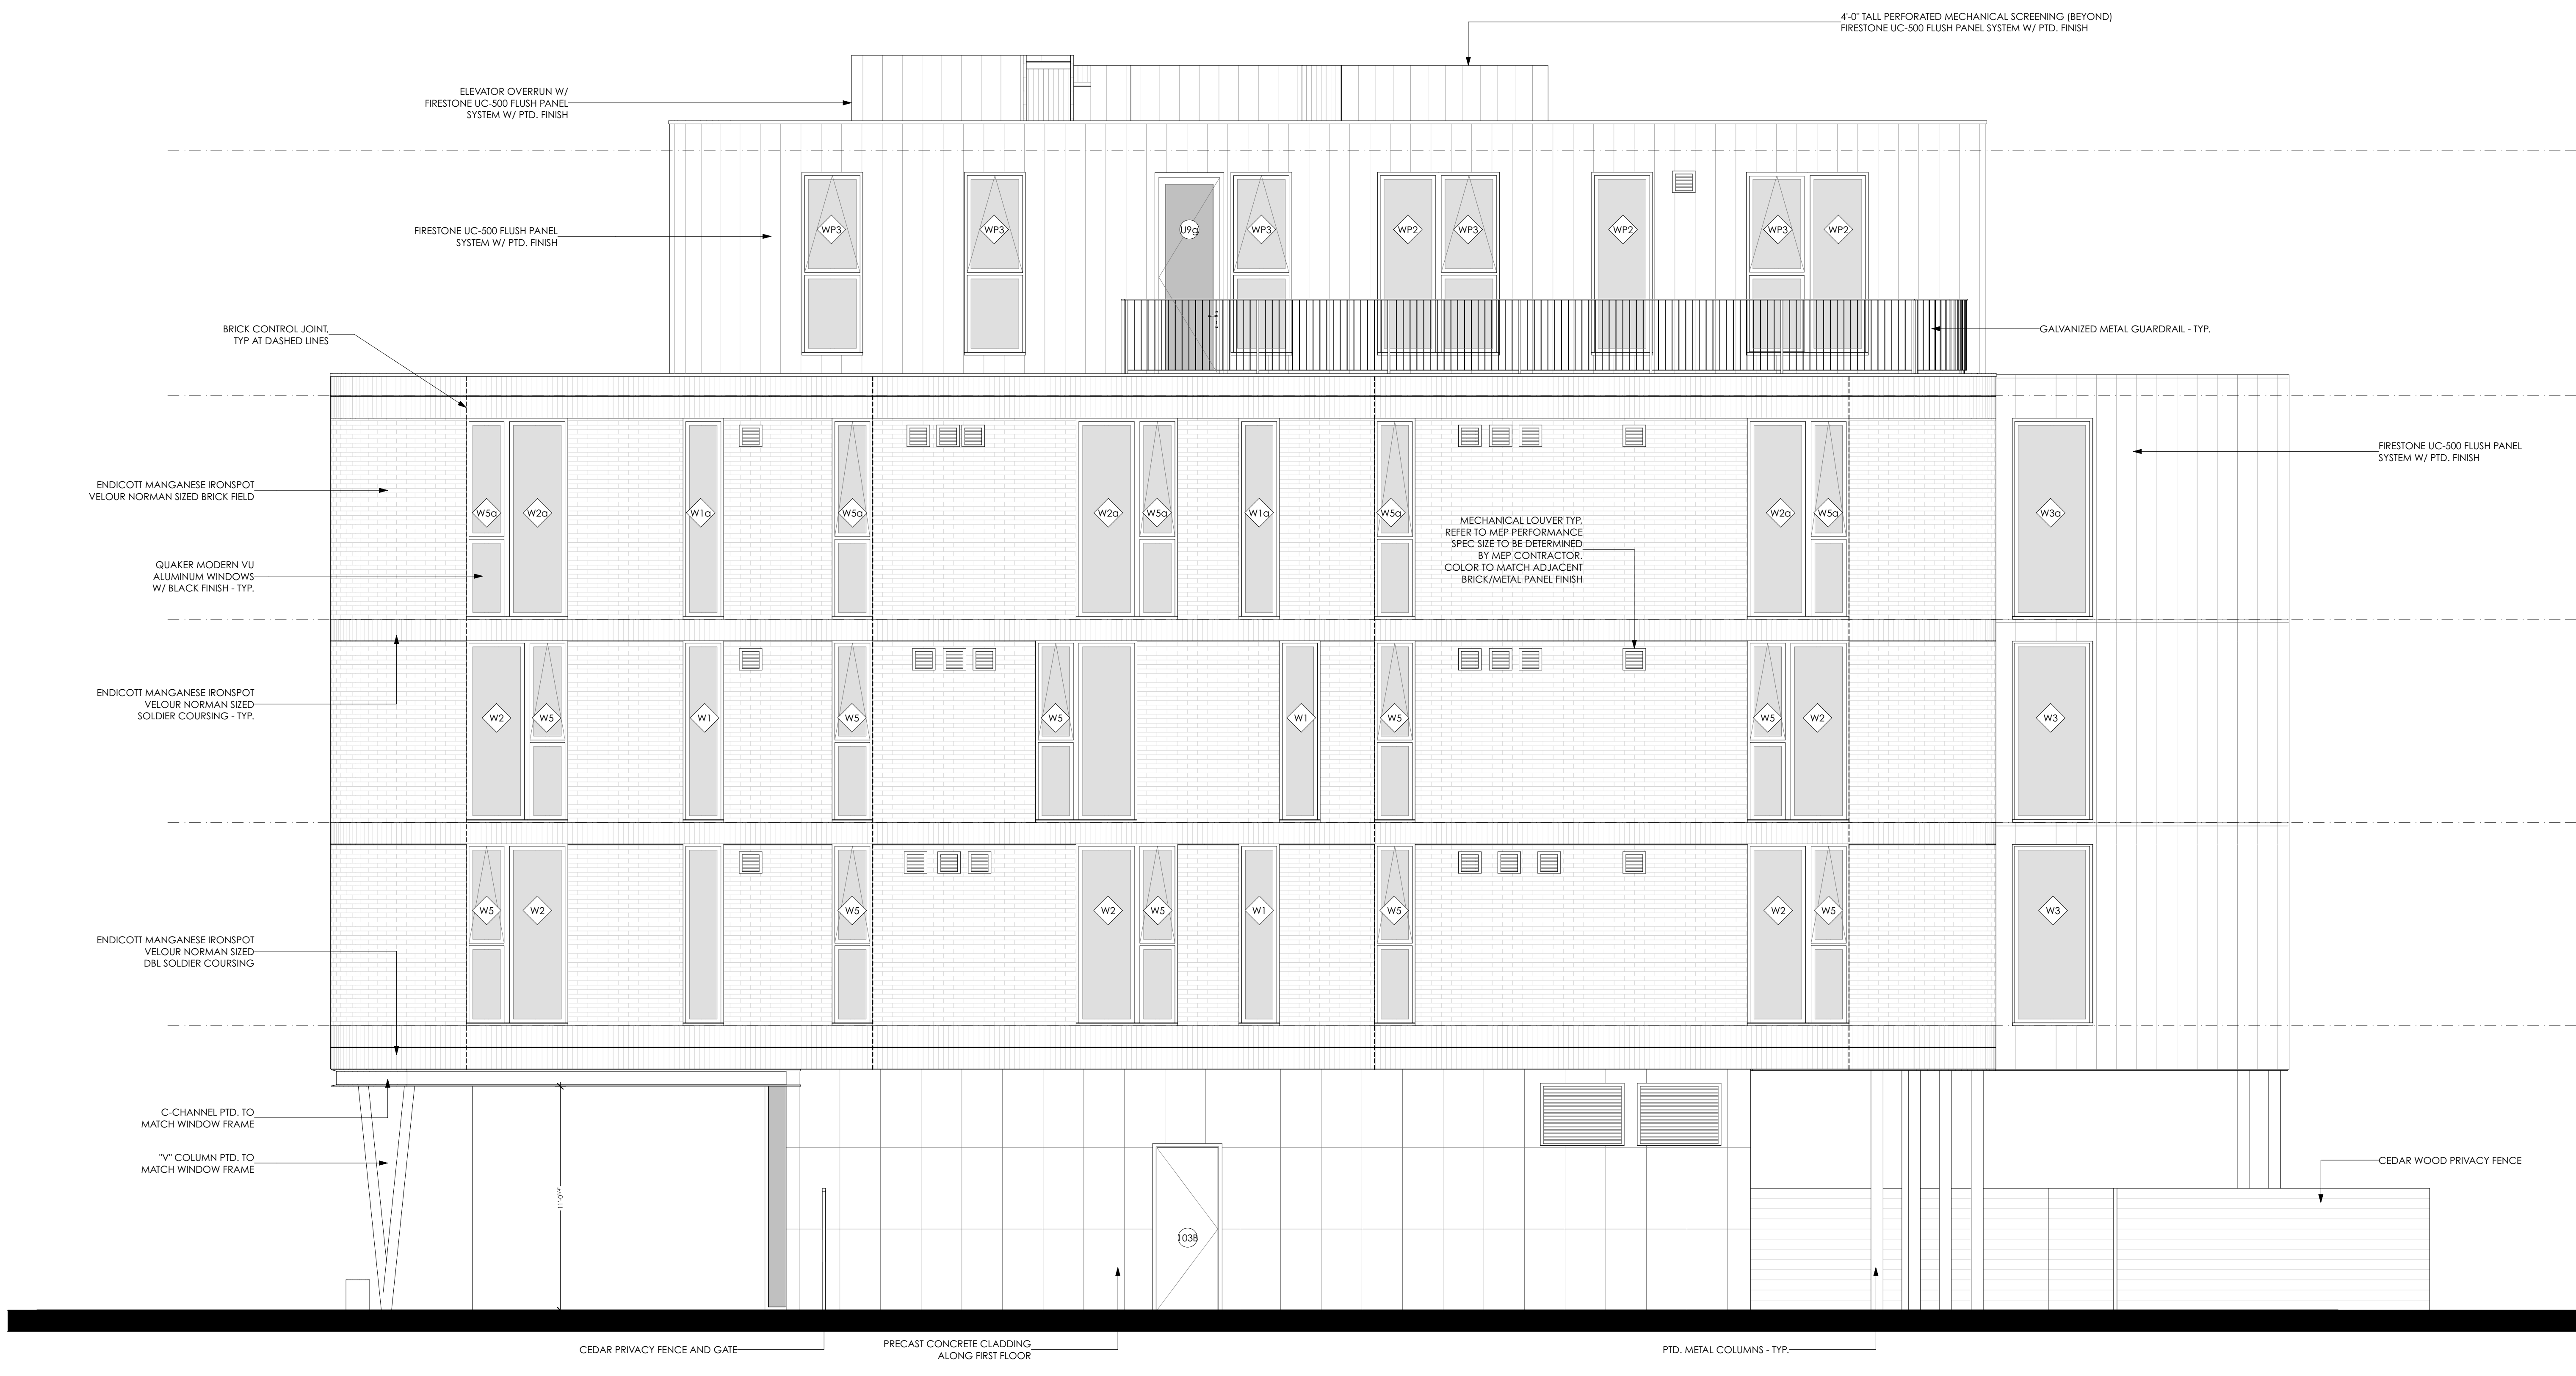 4'-0" TALL PERFORATED MECHANICAL SCREENING (BEYOND)
FIRESTONE UC-500 FLUSH PANEL SYSTEM W/ PTD. FINISH
ELEVATOR OVERRUN W/
FIRESTONE UC-500 FLUSH PANEL
SYSTEM W/ PTD. FINISH
FIRESTONE UC-500 FLUSH PANEL
SYSTEM W/ PTD. FINISH
WP3
WP3
U9g
WP3
WP2
WP3
WP2
WP3
WP2
BRICK CONTROL JOINT,
TYP AT DASHED LINES
GALVANIZED METAL GUARDRAIL - TYP.
FIRESTONE UC-500 FLUSH PANEL
SYSTEM W/ PTD. FINISH
ENDICOTT MANGANESE IRONSPOT
VELOUR NORMAN SIZED BRICK FIELD
W5a
W2a
W1a
W5a
W2a
W5a
W1a
W5a
W2a
W5a
W3a
MECHANICAL LOUVER TYP,
REFER TO MEP PERFORMANCE
SPEC SIZE TO BE DETERMINED
BY MEP CONTRACTOR.
COLOR TO MATCH ADJACENT
BRICK/METAL PANEL FINISH
QUAKER MODERN VU
ALUMINUM WINDOWS
W/ BLACK FINISH - TYP.
ENDICOTT MANGANESE IRONSPOT
VELOUR NORMAN SIZED
SOLDIER COURSING - TYP.
W2
W5
W1
W5
W5
W1
W5
W5
W2
W3
W5
W2
W5
W2
W5
W1
W5
W2
W5
W3
ENDICOTT MANGANESE IRONSPOT
VELOUR NORMAN SIZED
DBL SOLDIER COURSING
C-CHANNEL PTD. TO
MATCH WINDOW FRAME
"V" COLUMN PTD. TO
MATCH WINDOW FRAME
CEDAR WOOD PRIVACY FENCE
103B
CEDAR PRIVACY FENCE AND GATE
PRECAST CONCRETE CLADDING
ALONG FIRST FLOOR
PTD. METAL COLUMNS - TYP.